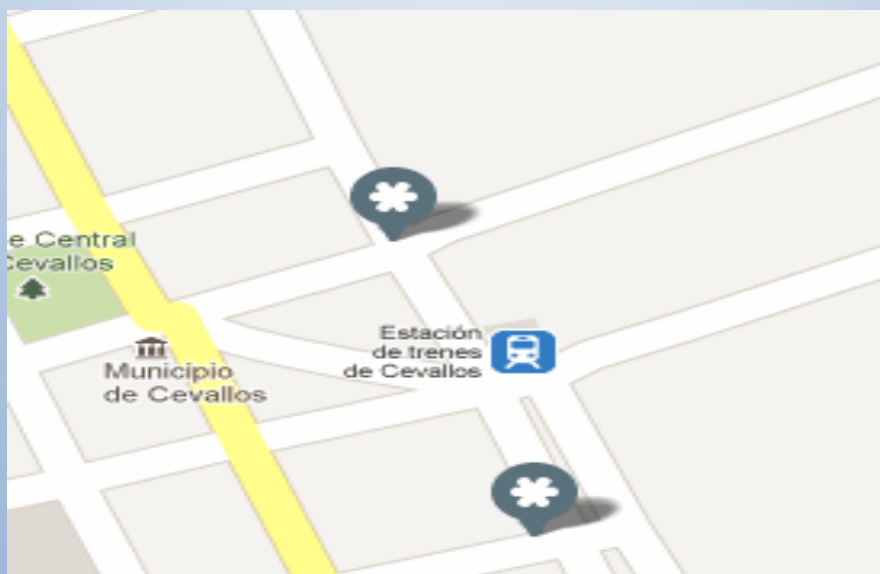 e Central
Cevallos
Estación
de trenes
de Cevallos
Municipio
de Cevallos